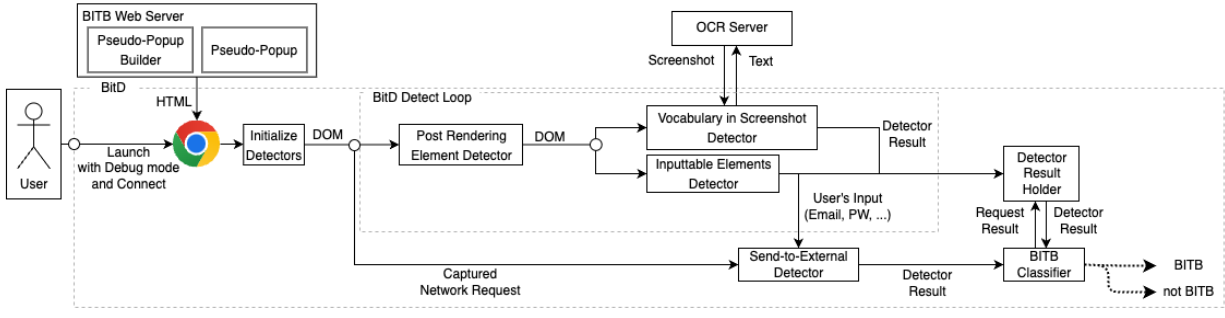 BITB Web Server
Pseudo-Popup
Builder
Pseudo-Popup
OCR Server
Screenshot
Text
BitD
HTML
BitD Detect Loop
User
Launch
with Debug mode
and Connect
Initialize
Detectors
DOM
Post Rendering
Element Detector
DOM
Vocabulary in Screenshot
Detector
Inputtable Elements
Detector
Detector
Result
Detector
Result
Holder
User's Input
(Email, PW, ...)
Request
Result
Detector
Result
Captured
Network Request
Send-to-External
Detector
Detector
Result
BITB
Classifier
BITB
not BITB